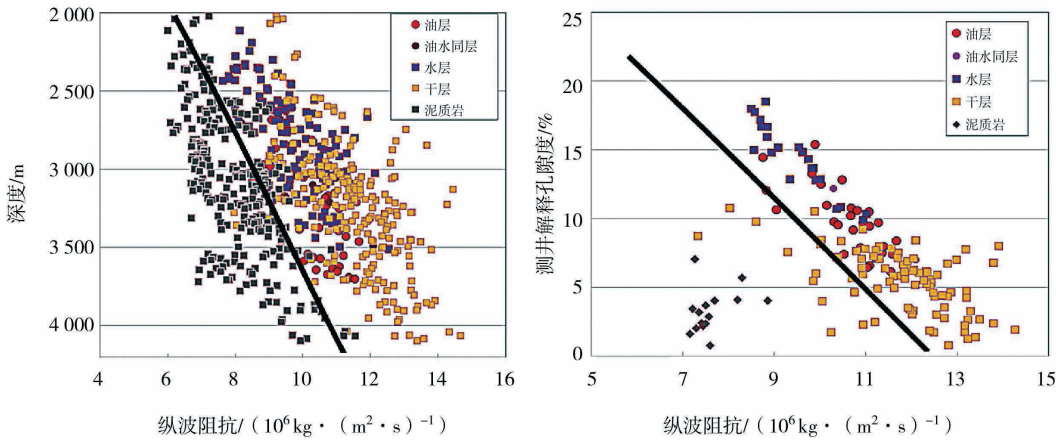 2 000
2 500
3 000
3 500
4 000
深度/m
4
6
8
10
12
14
16
纵波阻抗/(10⁶kg·(m²·s)⁻¹)
油层
油水同层
水层
干层
泥质岩
25
20
15
10
5
0
测井解释孔隙度/%
5
7
9
11
13
15
纵波阻抗/(10⁶kg·(m²·s)⁻¹)
油层
油水同层
水层
干层
泥质岩